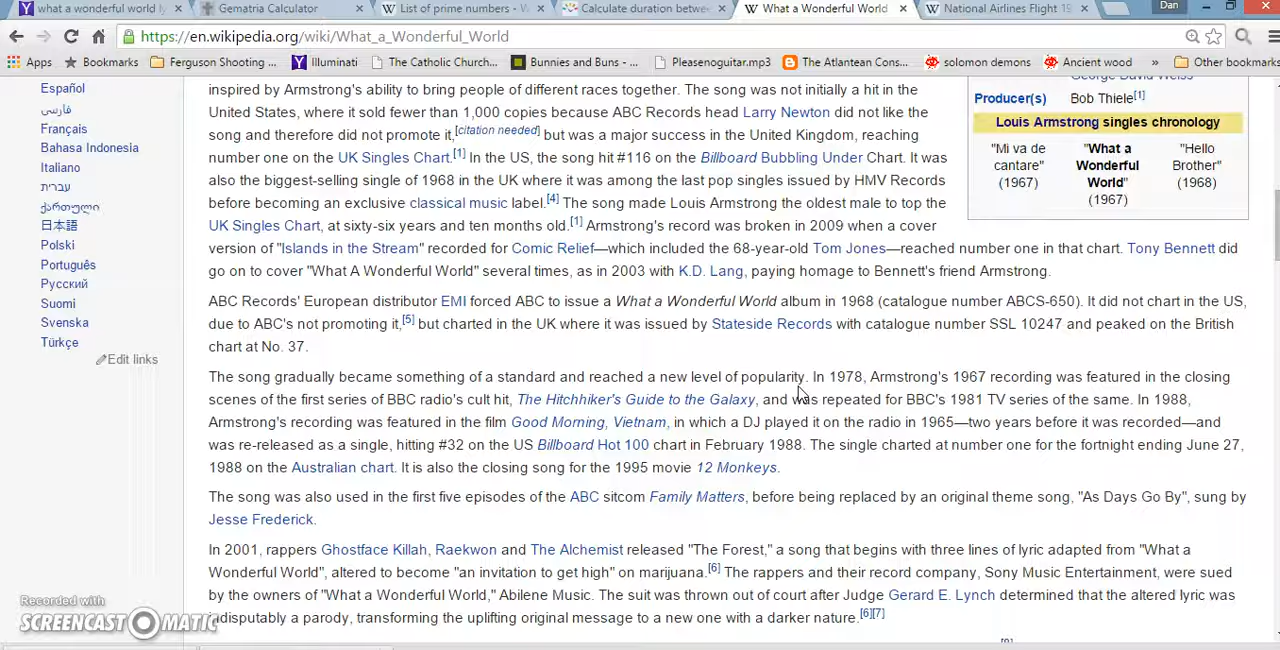 what a wonderful world ly
Gematria Calculator
List of prime numbers - W
Calculate duration betwe
What a Wonderful World
National Airlines Flight 19
Dan
https://en.wikipedia.org/wiki/What_a_Wonderful_World
Apps
Bookmarks
Ferguson Shooting ...
Illuminati
The Catholic Church...
Bunnies and Buns - ...
Pleasenoguitar.mp3
The Atlantean Cons...
solomon demons
Ancient wood
»
Other bookmarks
Español
فارسی
Français
Bahasa Indonesia
Italiano
עברית
ქართული
日本語
Polski
Português
Русский
Suomi
Svenska
Türkçe
Edit links
inspired by Armstrong's ability to bring people of different races together. The song was not initially a hit in the
United States, where it sold fewer than 1,000 copies because ABC Records head Larry Newton did not like the
song and therefore did not promote it,[citation needed] but was a major success in the United Kingdom, reaching
number one on the UK Singles Chart.[1] In the US, the song hit #116 on the Billboard Bubbling Under Chart. It was
also the biggest-selling single of 1968 in the UK where it was among the last pop singles issued by HMV Records
before becoming an exclusive classical music label.[4] The song made Louis Armstrong the oldest male to top the
UK Singles Chart, at sixty-six years and ten months old.[1] Armstrong's record was broken in 2009 when a cover
version of "Islands in the Stream" recorded for Comic Relief—which included the 68-year-old Tom Jones—reached number one in that chart. Tony Bennett did
go on to cover "What A Wonderful World" several times, as in 2003 with K.D. Lang, paying homage to Bennett's friend Armstrong.
George David Weiss
Producer(s) Bob Thiele[1]
Louis Armstrong singles chronology
"Mi va de
cantare"
(1967)
"What a
Wonderful
World"
(1967)
"Hello
Brother"
(1968)
ABC Records' European distributor EMI forced ABC to issue a What a Wonderful World album in 1968 (catalogue number ABCS-650). It did not chart in the US,
due to ABC's not promoting it,[5] but charted in the UK where it was issued by Stateside Records with catalogue number SSL 10247 and peaked on the British
chart at No. 37.
The song gradually became something of a standard and reached a new level of popularity. In 1978, Armstrong's 1967 recording was featured in the closing
scenes of the first series of BBC radio's cult hit, The Hitchhiker's Guide to the Galaxy, and was repeated for BBC's 1981 TV series of the same. In 1988,
Armstrong's recording was featured in the film Good Morning, Vietnam, in which a DJ played it on the radio in 1965—two years before it was recorded—and
was re-released as a single, hitting #32 on the US Billboard Hot 100 chart in February 1988. The single charted at number one for the fortnight ending June 27,
1988 on the Australian chart. It is also the closing song for the 1995 movie 12 Monkeys.
The song was also used in the first five episodes of the ABC sitcom Family Matters, before being replaced by an original theme song, "As Days Go By", sung by
Jesse Frederick.
In 2001, rappers Ghostface Killah, Raekwon and The Alchemist released "The Forest," a song that begins with three lines of lyric adapted from "What a
Wonderful World", altered to become "an invitation to get high" on marijuana.[6] The rappers and their record company, Sony Music Entertainment, were sued
by the owners of "What a Wonderful World," Abilene Music. The suit was thrown out of court after Judge Gerard E. Lynch determined that the altered lyric was
indisputably a parody, transforming the uplifting original message to a new one with a darker nature.[6][7]
Recorded with
SCREENCAST-O-MATIC